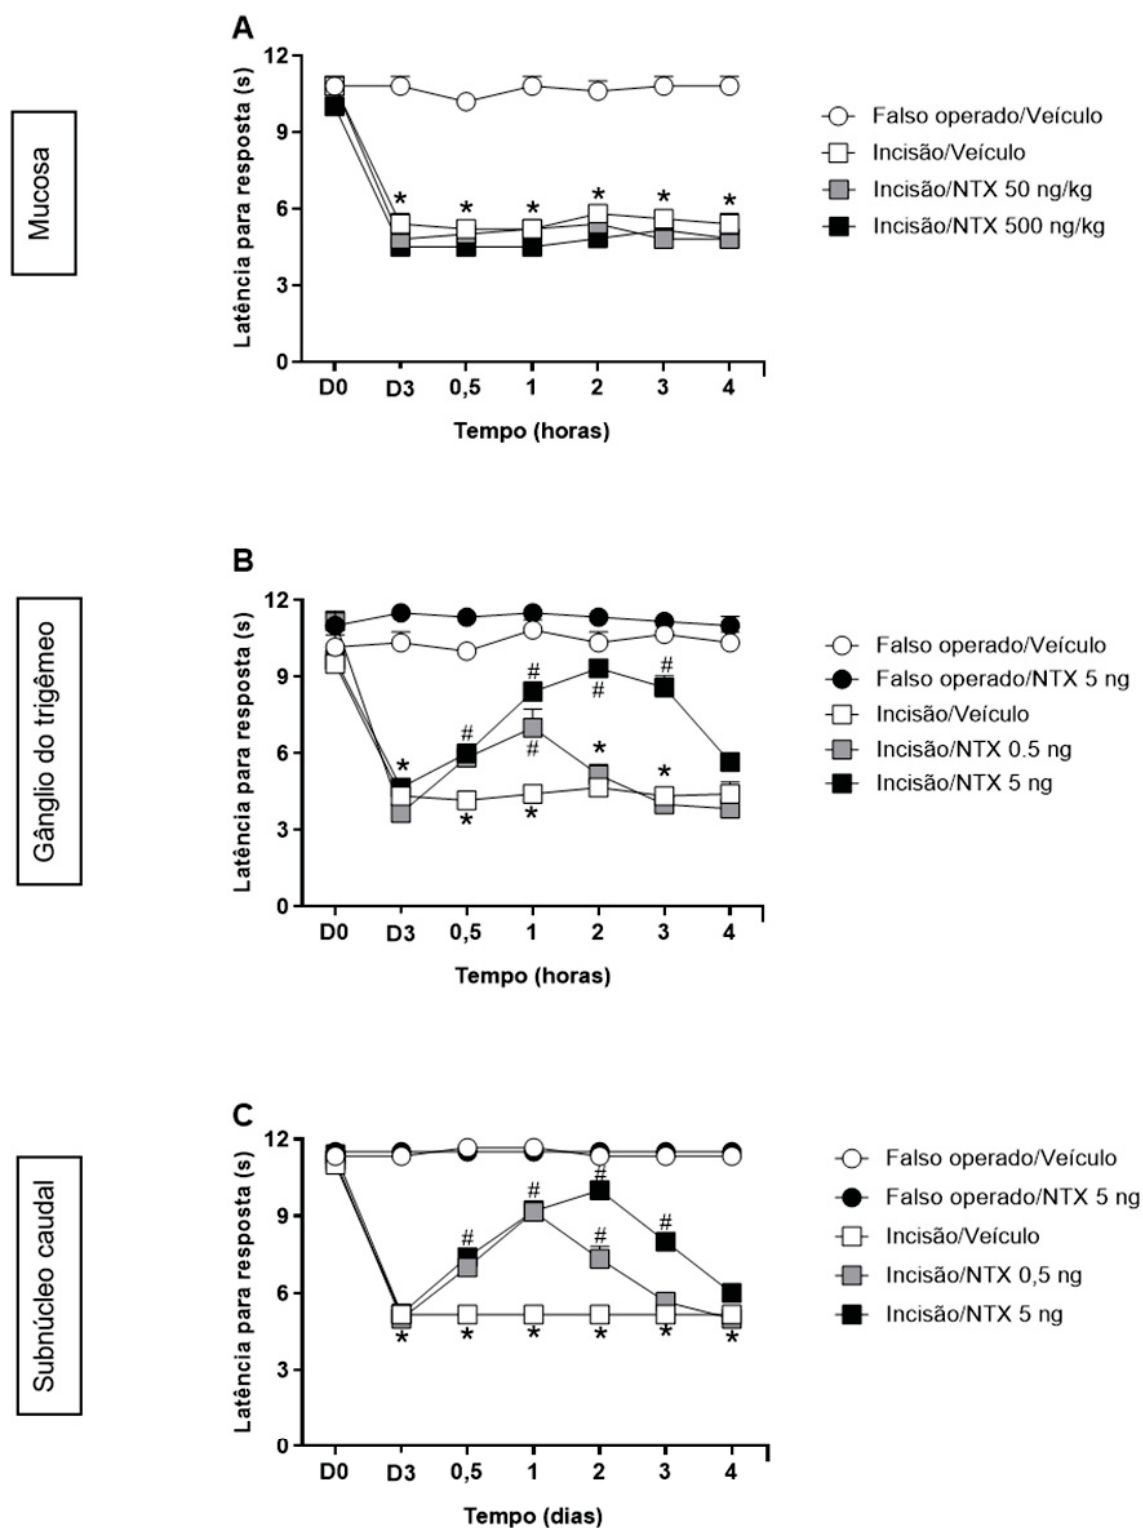 A
Mucosa
Latência para resposta (s)
12
9
6
3
0
* * * * * *
D0 D3 0,5 1 2 3 4
Tempo (horas)
Falso operado/Veículo
Incisão/Veículo
Incisão/NTX 50 ng/kg
Incisão/NTX 500 ng/kg
B
Gânglio do trigêmeo
Latência para resposta (s)
12
9
6
3
0
# # #
# #
* * *
* *
D0 D3 0,5 1 2 3 4
Tempo (horas)
Falso operado/Veículo
Falso operado/NTX 5 ng
Incisão/Veículo
Incisão/NTX 0.5 ng
Incisão/NTX 5 ng
C
Subnúcleo caudal
Latência para resposta (s)
12
9
6
3
0
# # # #
#
* * * * * *
D0 D3 0,5 1 2 3 4
Tempo (dias)
Falso operado/Veículo
Falso operado/NTX 5 ng
Incisão/Veículo
Incisão/NTX 0,5 ng
Incisão/NTX 5 ng